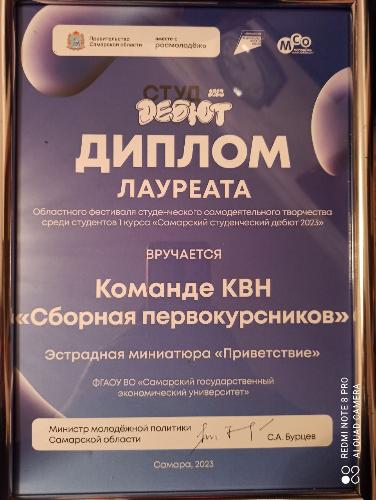 Правительство
Самарской области
вместе с
росмолодёжь
МСО
СТУД
2023
ДЕБЮТ
ДИПЛОМ
ЛАУРЕАТА
Областного фестиваля студенческого самодеятельного творчества
среди студентов 1 курса «Самарский студенческий дебют 2023»
ВРУЧАЕТСЯ
Команде КВН
«Сборная первокурсников»
Эстрадная миниатюра «Приветствие»
ФГАОУ ВО «Самарский государственный
экономический университет»
Министр молодёжной политики
Самарской области
С.А. Бурцев
Самара, 2023
REDMI NOTE 8 PRO
AI QUAD CAMERA